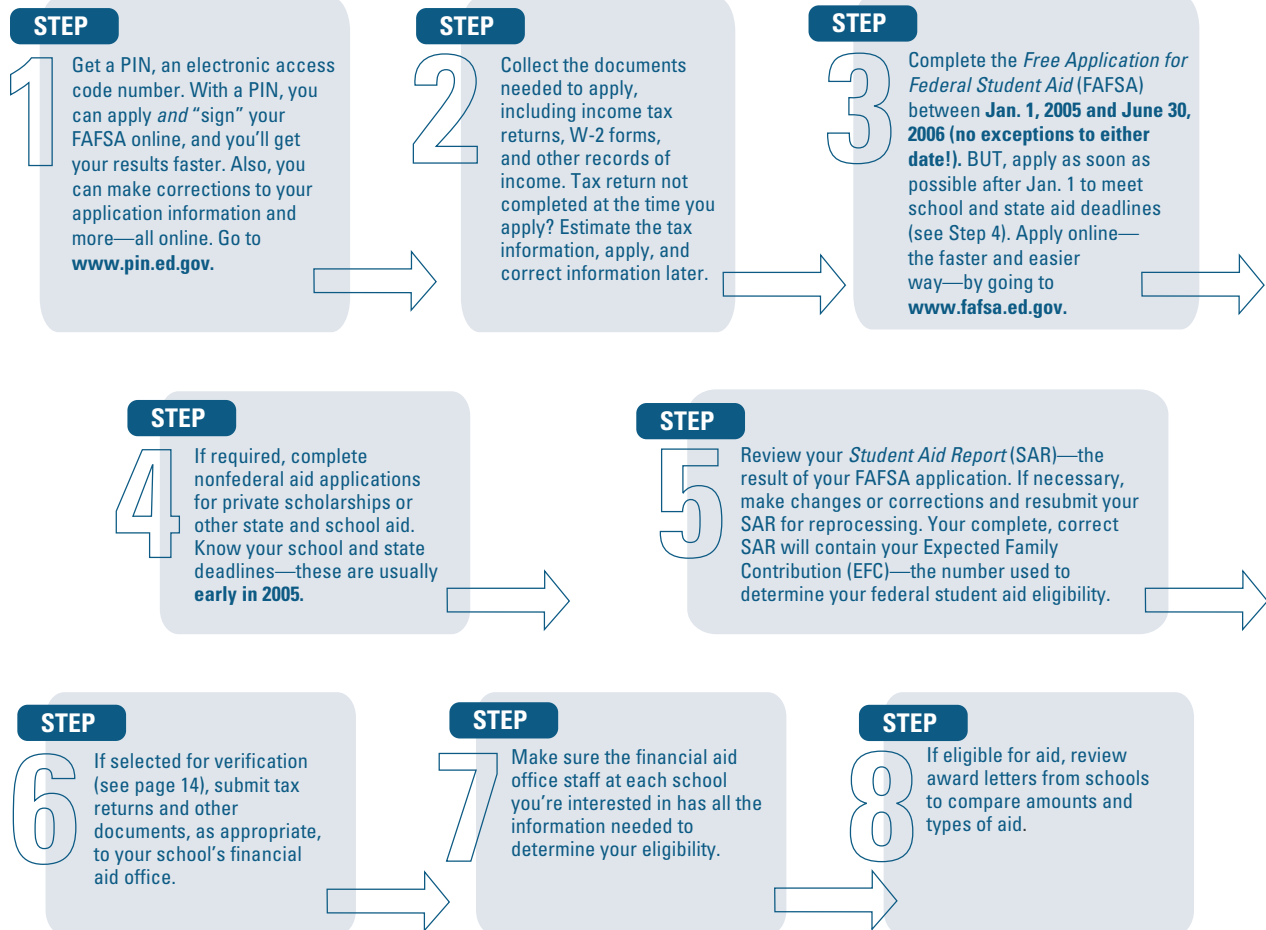 STEP
1
Get a PIN, an electronic access
code number. With a PIN, you
can apply and “sign” your
FAFSA online, and you’ll get
your results faster. Also, you
can make corrections to your
application information and
more—all online. Go to
www.pin.ed.gov.
STEP
2
Collect the documents
needed to apply,
including income tax
returns, W-2 forms,
and other records of
income. Tax return not
completed at the time you
apply? Estimate the tax
information, apply, and
correct information later.
STEP
3
Complete the Free Application for
Federal Student Aid (FAFSA)
between Jan. 1, 2005 and June 30,
2006 (no exceptions to either
date!). BUT, apply as soon as
possible after Jan. 1 to meet
school and state aid deadlines
(see Step 4). Apply online—
the faster and easier
way—by going to
www.fafsa.ed.gov.
STEP
4
If required, complete
nonfederal aid applications
for private scholarships or
other state and school aid.
Know your school and state
deadlines—these are usually
early in 2005.
STEP
5
Review your Student Aid Report (SAR)—the
result of your FAFSA application. If necessary,
make changes or corrections and resubmit your
SAR for reprocessing. Your complete, correct
SAR will contain your Expected Family
Contribution (EFC)—the number used to
determine your federal student aid eligibility.
STEP
6
If selected for verification
(see page 14), submit tax
returns and other
documents, as appropriate,
to your school’s financial
aid office.
STEP
7
Make sure the financial aid
office staff at each school
you’re interested in has all the
information needed to
determine your eligibility.
STEP
8
If eligible for aid, review
award letters from schools
to compare amounts and
types of aid.